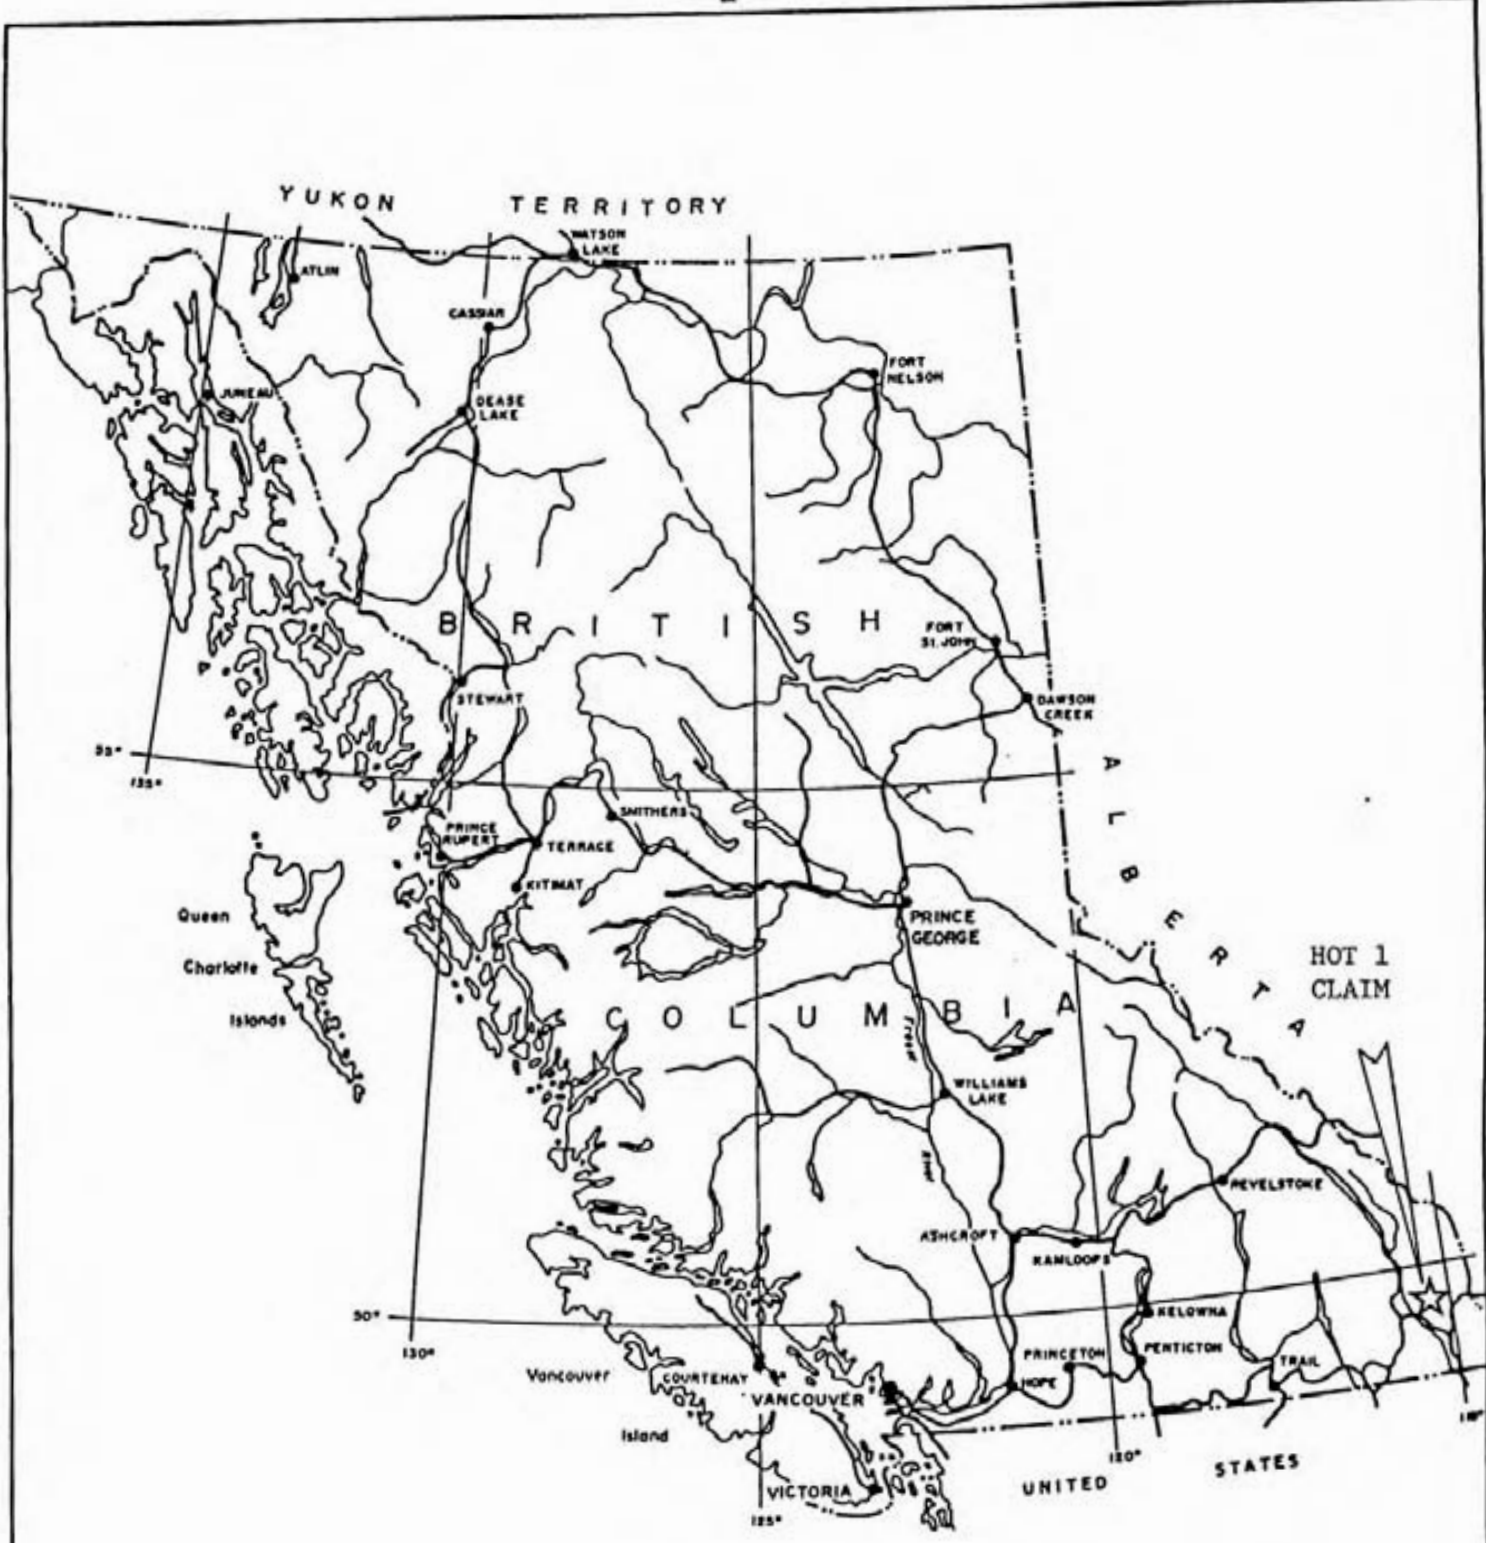 YUKON TERRITORY
WATSON
LAKE
ATLIN
CASSIAR
FORT
NELSON
JUNEAU
DEASE
LAKE
BRITISH
FORT
St. JOHN
STEWART
DAWSON
CREEK
55°
135°
ALBERTA
SMITHERS
PRINCE
RUPERT
TERRACE
KITIMAT
PRINCE
GEORGE
Queen
Charlotte
Islands
HOT 1
CLAIM
COLUMBIA
Fraser
River
WILLIAMS
LAKE
REVELSTOKE
ASHCROFT
KAMLOOPS
50°
130°
KELOWNA
PRINCETON
PENTICTON
TRAIL
HOPE
Vancouver
COURTENAY
VANCOUVER
Island
VICTORIA
125°
120°
UNITED STATES